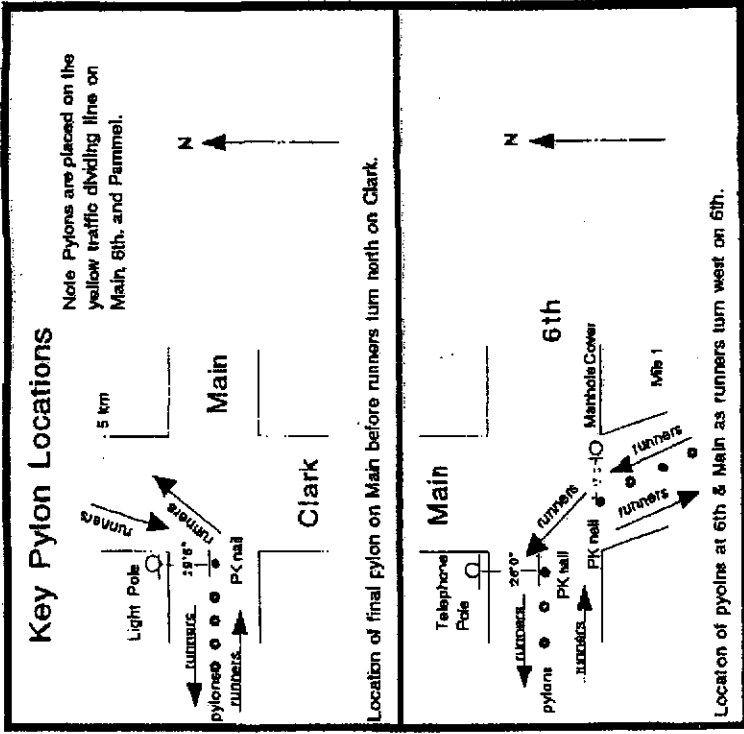 Key Pylon Locations
Note Pylons are placed on the
yellow traffic dividing line on
Main, 6th, and Pammel.
N
5 km
runners
runners
Light Pole
Main
runners
pylons
PK nail
runners
Clark
Location of final pylon on Main before runners turn north on Clark.
Main
N
Telephone
Pole
runners
6th
26'0"
runners
pylons
PK nail
PK nail
Manhole Cover
runners
runners
runners
Mile 1
Locaton of pyolns at 6th & Main as runners turn west on 6th.